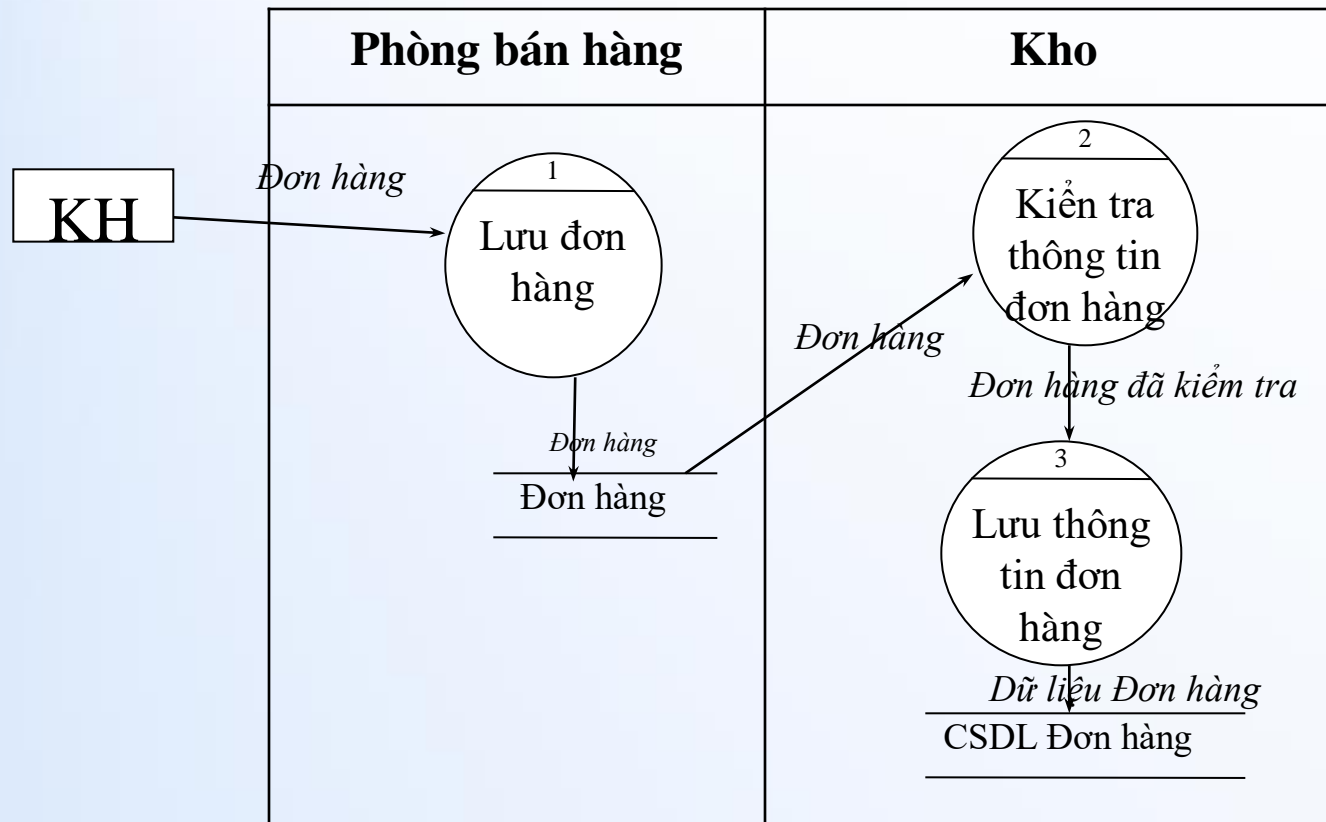 Phòng bán hàng
Kho
KH
Đơn hàng
1
Lưu đơn
hàng
Đơn hàng
Đơn hàng
Đơn hàng
2
Kiển tra
thông tin
đơn hàng
Đơn hàng đã kiểm tra
3
Lưu thông
tin đơn
hàng
Dữ liệu Đơn hàng
CSDL Đơn hàng